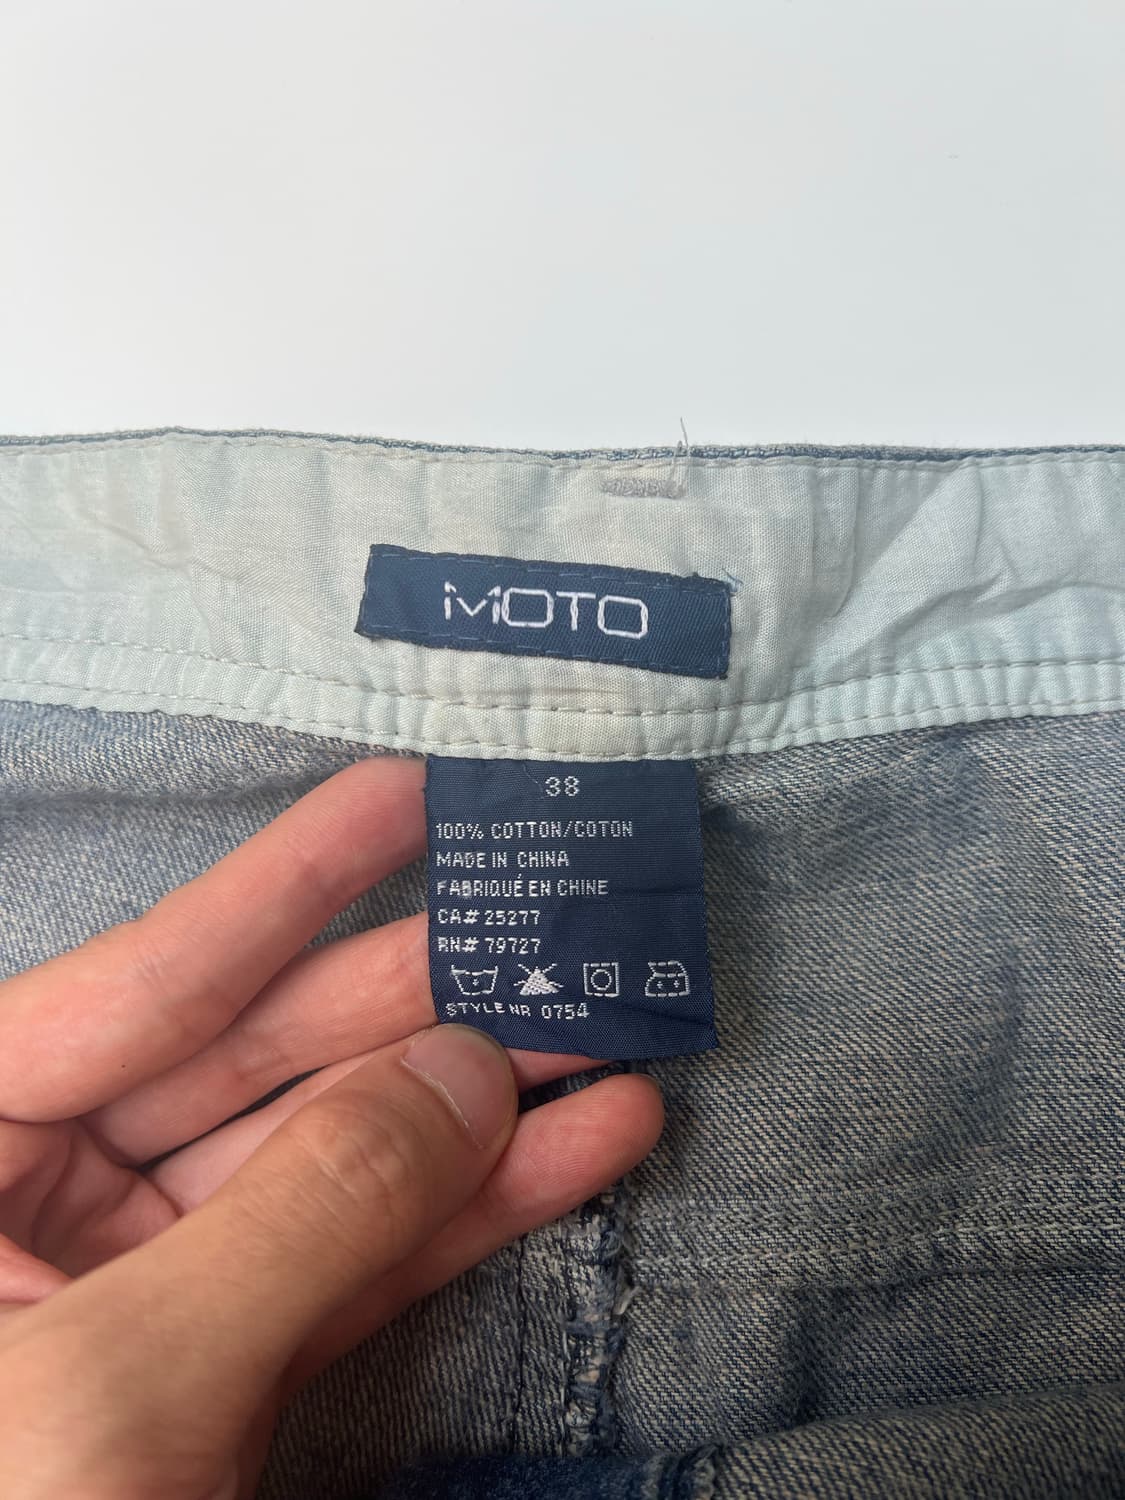 MOTO
38
100% COTTON/COTON
MADE IN CHINA
FABRIQUÉ EN CHINE
CA# 25277
RN# 79727
STYLE NR 0754